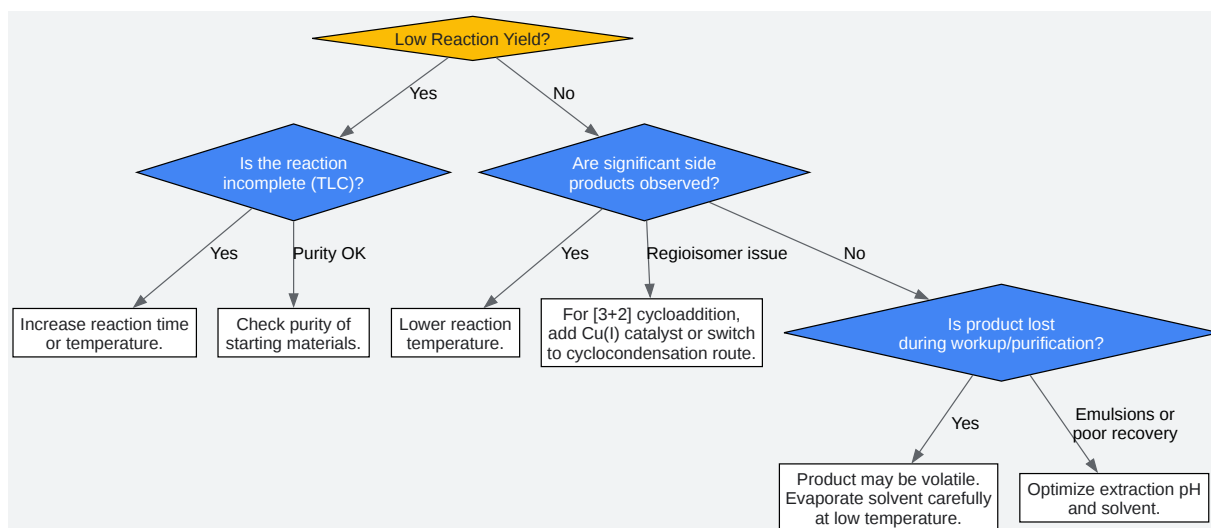 Low Reaction Yield?
Yes
No
Is the reaction
incomplete (TLC)?
Are significant side
products observed?
Yes
Purity OK
Yes
Regioisomer issue
No
Increase reaction time
or temperature.
Check purity of
starting materials.
Lower reaction
temperature.
For [3+2] cycloaddition,
add Cu(I) catalyst or switch
to cyclocondensation route.
Is product lost
during workup/purification?
Yes
Emulsions or
poor recovery
Product may be volatile.
Evaporate solvent carefully
at low temperature.
Optimize extraction pH
and solvent.